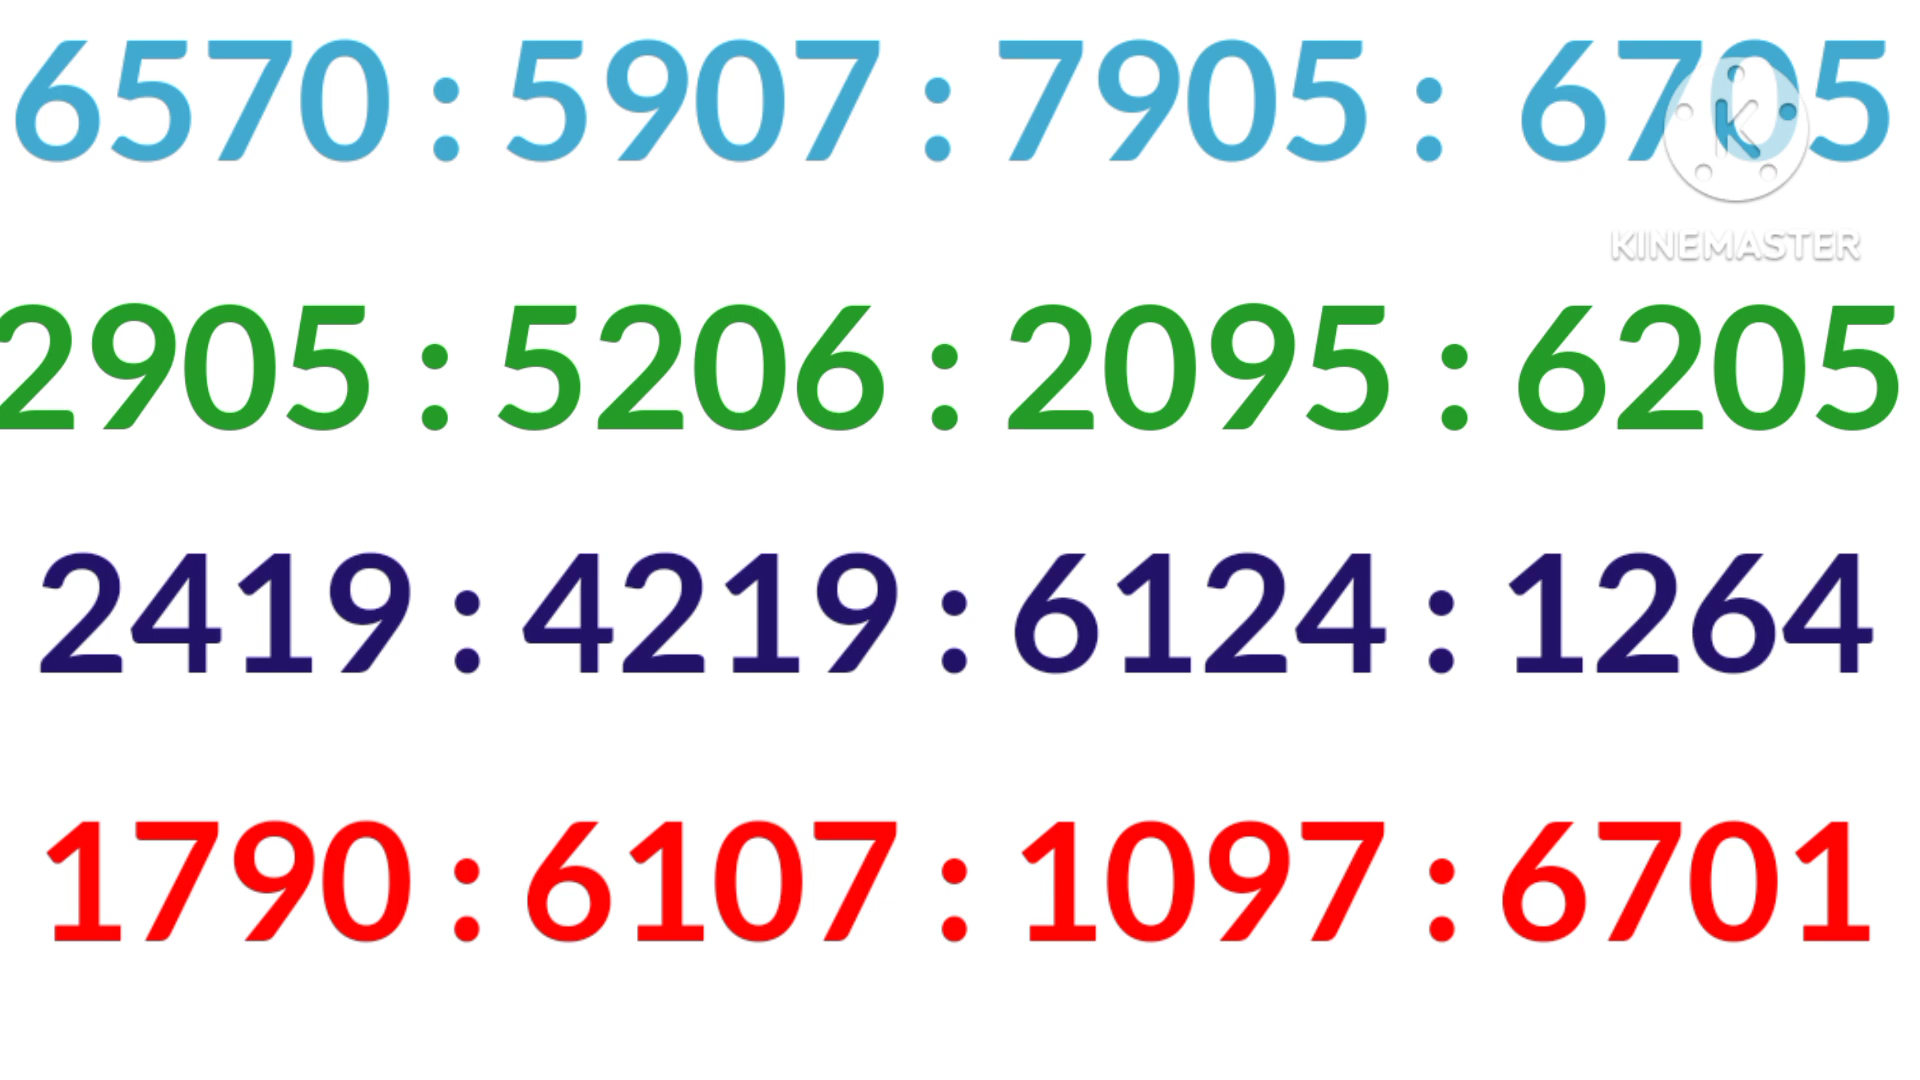 6570 : 5907 : 7905 : 6705
KINEMASTER
2905 : 5206 : 2095 : 6205
2419 : 4219 : 6124 : 1264
1790 : 6107 : 1097 : 6701